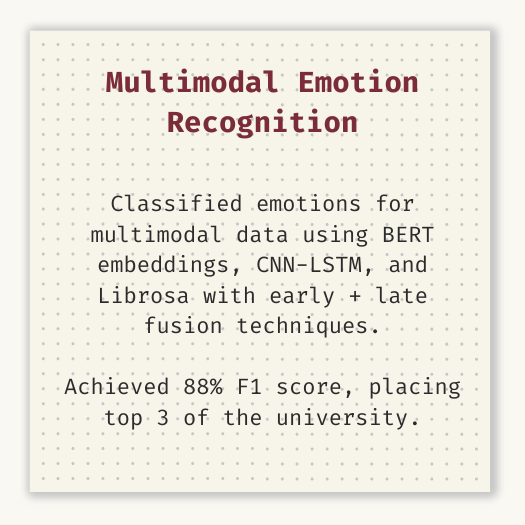 Multimodal Emotion
Recognition
Classified emotions for
multimodal data using BERT
embeddings, CNN-LSTM, and
Librosa with early + late
fusion techniques.
Achieved 88% F1 score, placing
top 3 of the university.